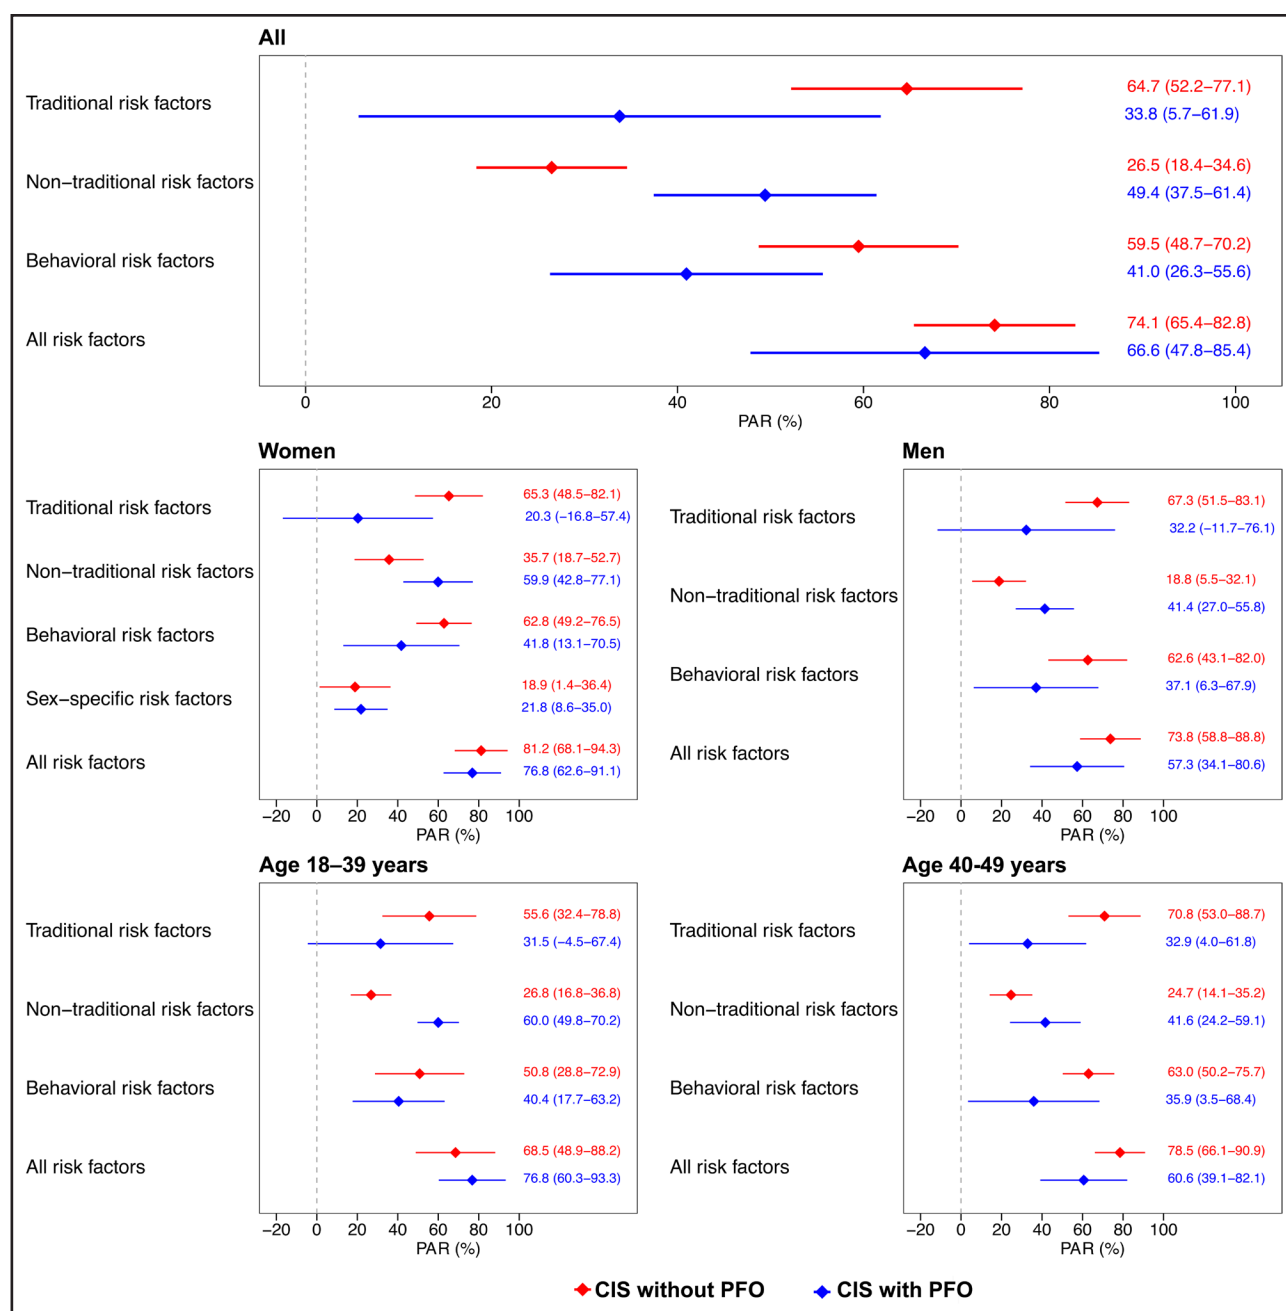 All
Traditional risk factors
64.7 (52.2–77.1)
33.8 (5.7–61.9)
Non−traditional risk factors
26.5 (18.4–34.6)
49.4 (37.5–61.4)
Behavioral risk factors
59.5 (48.7–70.2)
41.0 (26.3–55.6)
All risk factors
74.1 (65.4–82.8)
66.6 (47.8–85.4)
0 20 40 60 80 100
PAR (%)
Women
Traditional risk factors
65.3 (48.5–82.1)
20.3 (−16.8–57.4)
Non−traditional risk factors
35.7 (18.7–52.7)
59.9 (42.8–77.1)
Behavioral risk factors
62.8 (49.2–76.5)
41.8 (13.1–70.5)
Sex−specific risk factors
18.9 (1.4–36.4)
21.8 (8.6–35.0)
All risk factors
81.2 (68.1–94.3)
76.8 (62.6–91.1)
−20 0 20 40 60 80 100
PAR (%)
Men
Traditional risk factors
67.3 (51.5–83.1)
32.2 (−11.7–76.1)
Non−traditional risk factors
18.8 (5.5–32.1)
41.4 (27.0–55.8)
Behavioral risk factors
62.6 (43.1–82.0)
37.1 (6.3–67.9)
All risk factors
73.8 (58.8–88.8)
57.3 (34.1–80.6)
−20 0 20 40 60 80 100
PAR (%)
Age 18–39 years
Traditional risk factors
55.6 (32.4–78.8)
31.5 (−4.5–67.4)
Non−traditional risk factors
26.8 (16.8–36.8)
60.0 (49.8–70.2)
Behavioral risk factors
50.8 (28.8–72.9)
40.4 (17.7–63.2)
All risk factors
68.5 (48.9–88.2)
76.8 (60.3–93.3)
−20 0 20 40 60 80 100
PAR (%)
Age 40-49 years
Traditional risk factors
70.8 (53.0–88.7)
32.9 (4.0–61.8)
Non−traditional risk factors
24.7 (14.1–35.2)
41.6 (24.2–59.1)
Behavioral risk factors
63.0 (50.2–75.7)
35.9 (3.5–68.4)
All risk factors
78.5 (66.1–90.9)
60.6 (39.1–82.1)
−20 0 20 40 60 80 100
PAR (%)
CIS without PFO CIS with PFO